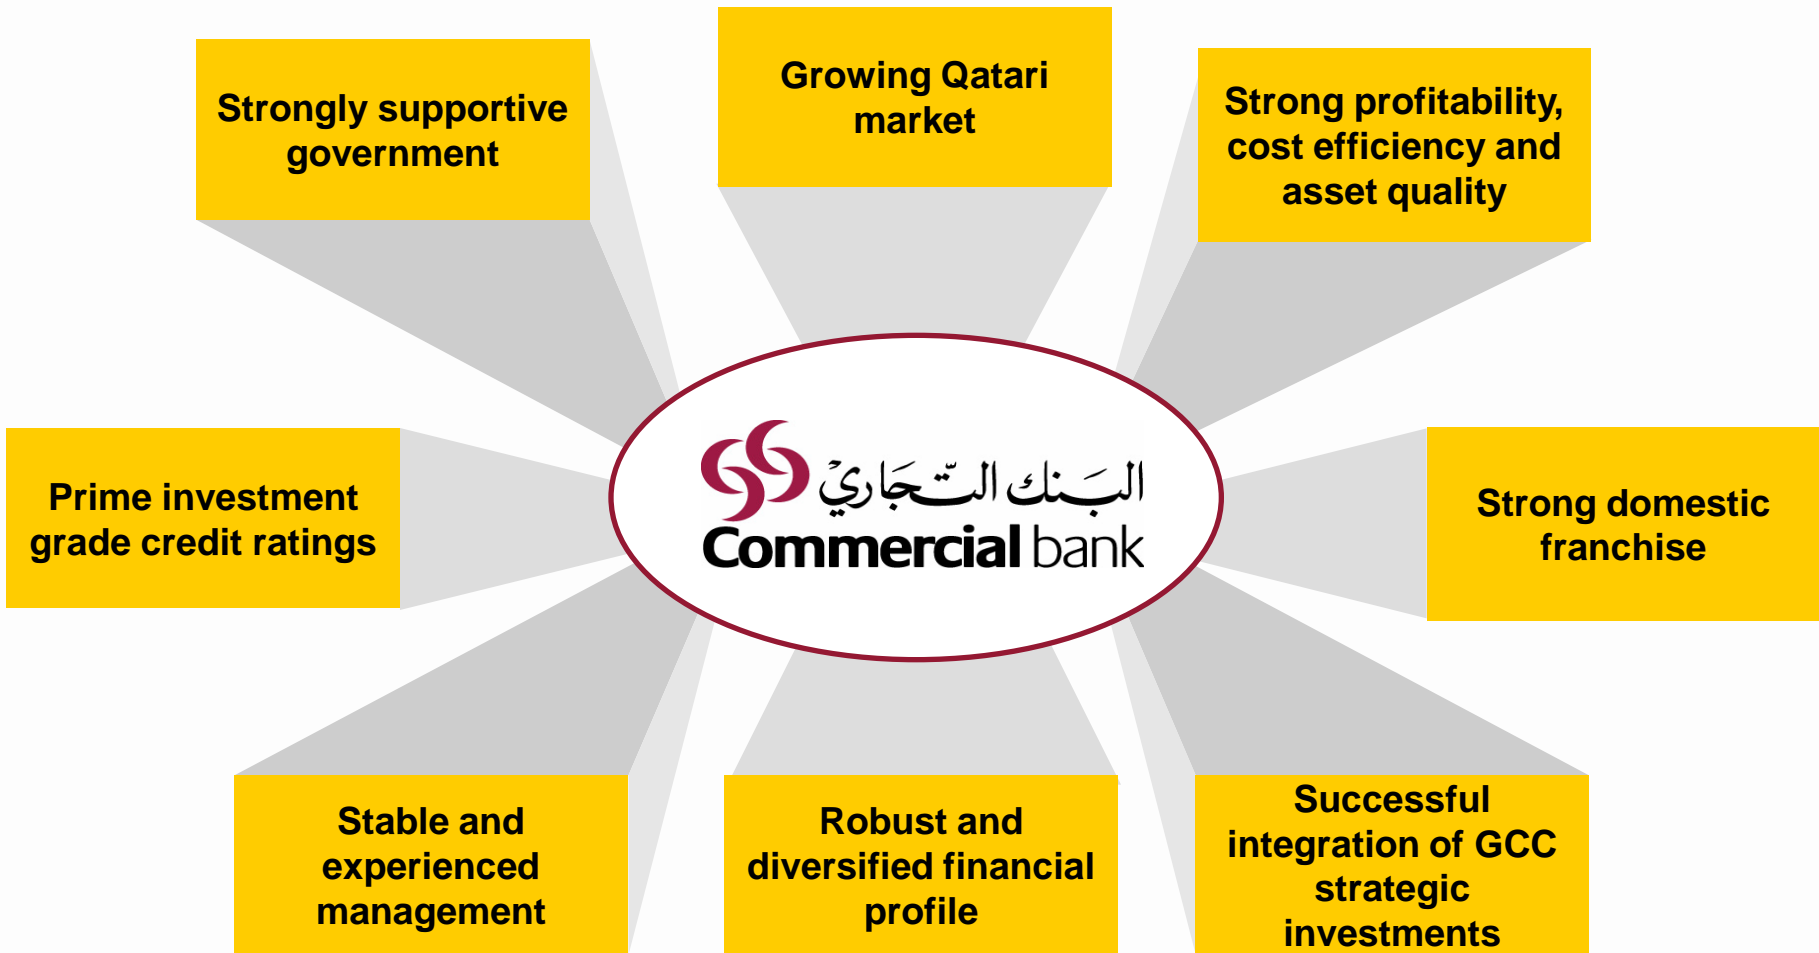 Strongly supportive
government
Growing Qatari
market
Strong profitability,
cost efficiency and
asset quality
Prime investment
grade credit ratings
البنك التجاري
Commercial bank
Strong domestic
franchise
Stable and
experienced
management
Robust and
diversified financial
profile
Successful
integration of GCC
strategic
investments